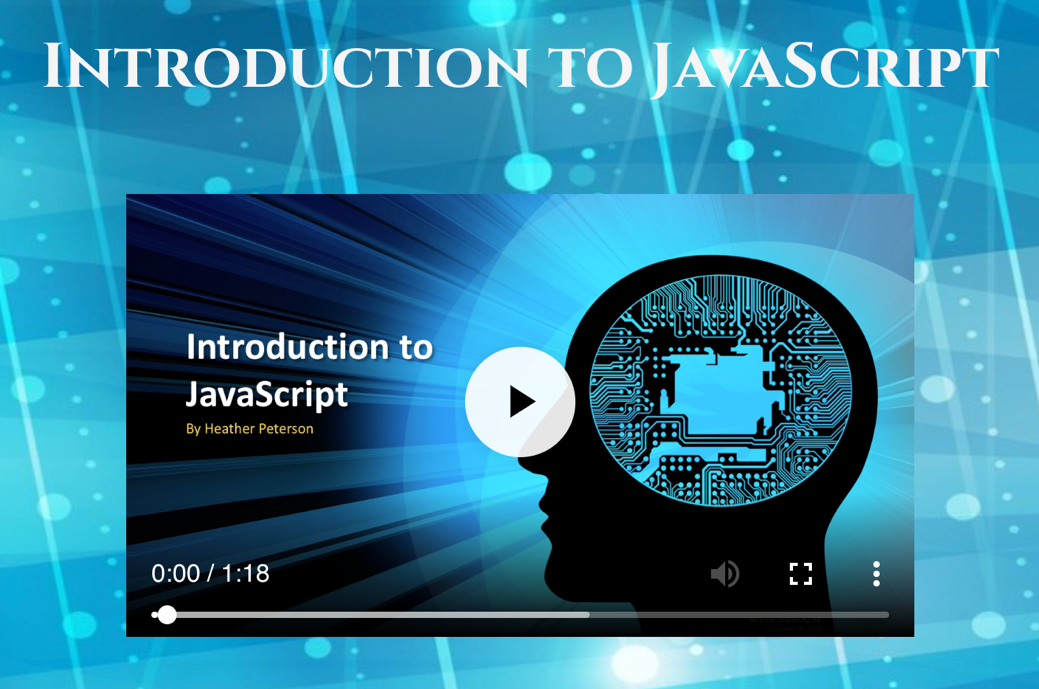 Introduction to JavaScript
Introduction to
JavaScript
By Heather Peterson
0:00 / 1:18